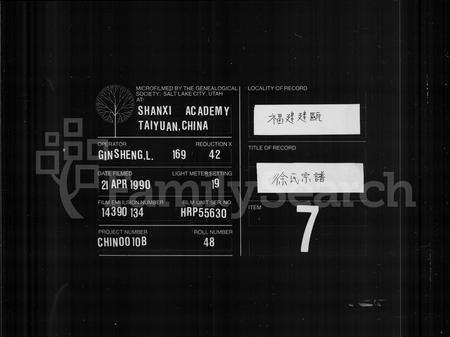 MICROFILMED BY THE GENEALOGICAL
SOCIETY, SALT LAKE CITY, UTAH
AT:
SHANXI ACADEMY
TAIYUAN.CHINA
OPERATOR REDUCTION X
GINSHENG.L. 169 42
DATE FILMED LIGHT METER SETTING
21 APR 1990 19
FILM EMULSION NUMBER FILM UNIT SER NO
14390 134 HRP55630
PROJECT NUMBER ROLL NUMBER
CHN0010B 48
LOCALITY OF RECORD
福建建甌
TITLE OF RECORD
徐氏宗譜
ITEM
7
FamilySearch